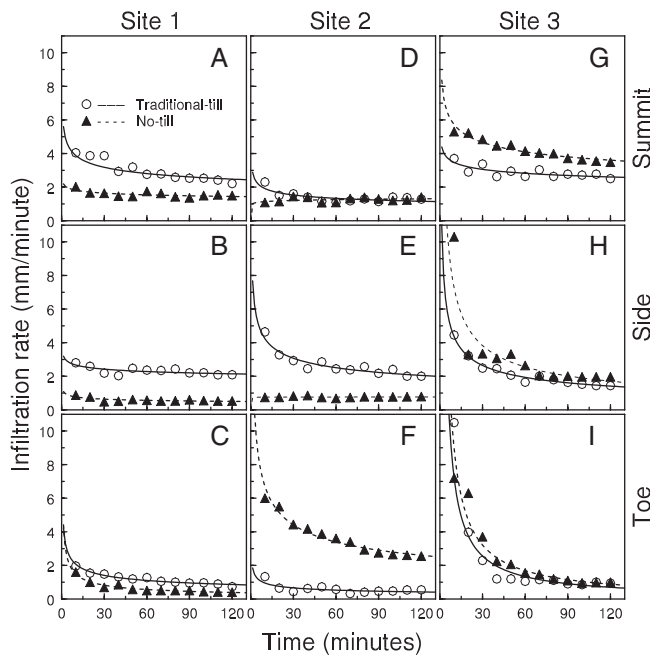 Site 1 Site 2 Site 3
10 A D G
8
○ — Traditional-till
▲ ---- No-till
6
4
2
0
Summit
10 B E H
8
6
4
2
0
Side
10 C F I
8
6
4
2
0
Toe
0 30 60 90 120 0 30 60 90 120 0 30 60 90 120
Time (minutes)
Infiltration rate (mm/minute)